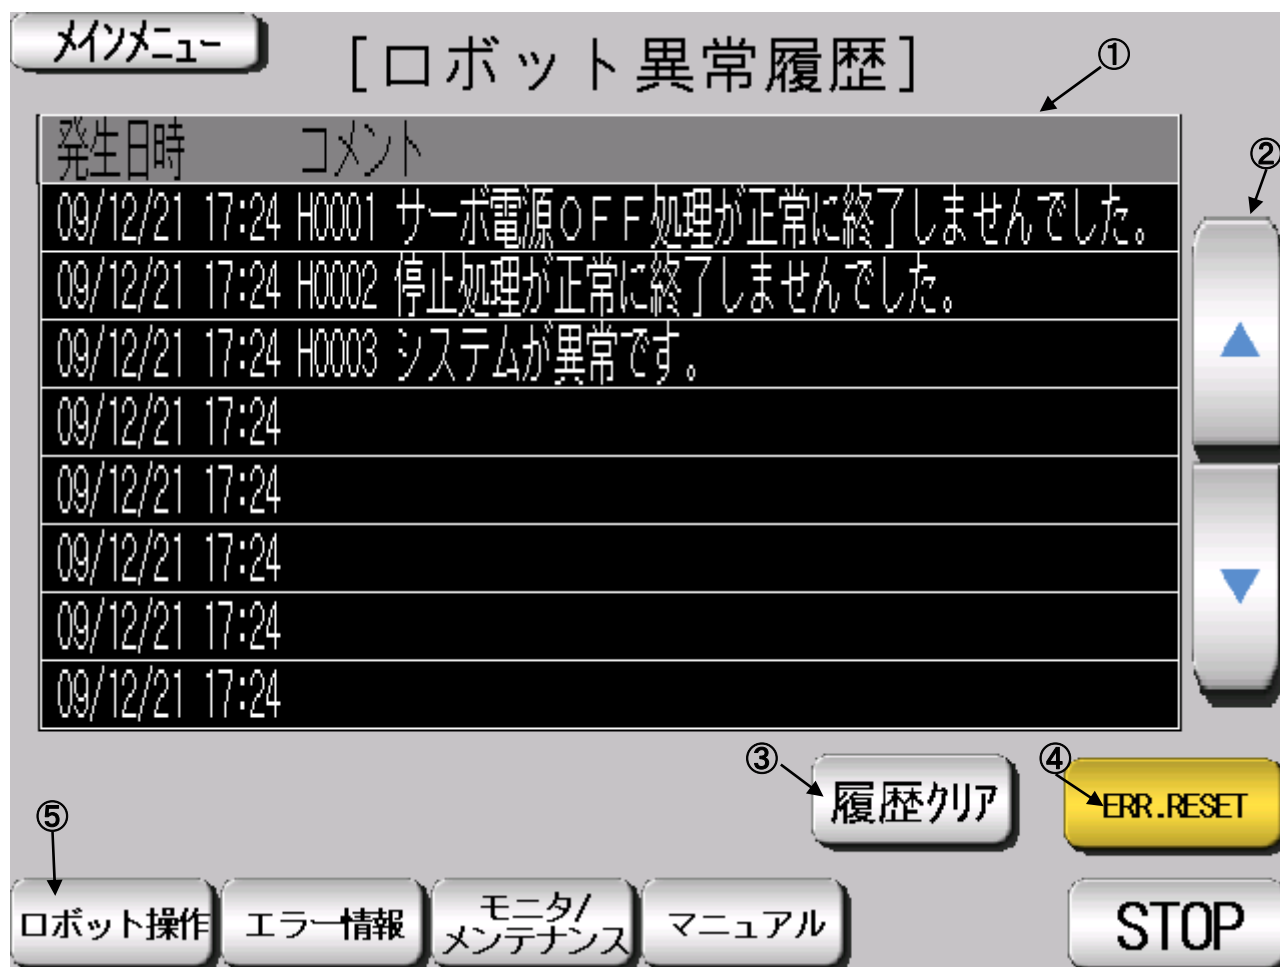 メインメニュー
[ロボット異常履歴]
①
発生日時 コメント
②
09/12/21 17:24 H0001 サーボ電源OFF処理が正常に終了しませんでした。
09/12/21 17:24 H0002 停止処理が正常に終了しませんでした。
09/12/21 17:24 H0003 システムが異常です。
▲
09/12/21 17:24
09/12/21 17:24
09/12/21 17:24
▼
09/12/21 17:24
09/12/21 17:24
③
履歴クリア
④
ERR.RESET
⑤
ロボット操作
エラー情報
モニタ/
メンテナンス
マニュアル
STOP